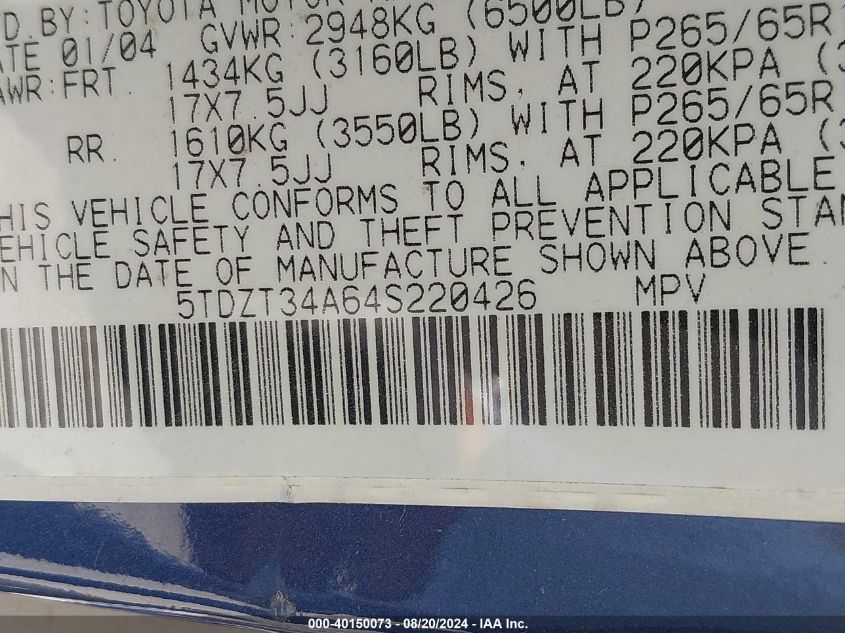 D. BY: TOYOTA MOTOR
ATE 01/04 GVWR: 2948KG (6500LB)
AWR: FRT. 1434KG (3160LB) WITH P265/65R
17X7.5JJ RIMS, AT 220KPA (3
RR. 1610KG (3550LB) WITH P265/65R
17X7.5JJ RIMS, AT 220KPA (3
HIS VEHICLE CONFORMS TO ALL APPLICABLE
EHICLE SAFETY AND THEFT PREVENTION STAN
N THE DATE OF MANUFACTURE SHOWN ABOVE.
5TDZT34A64S220426 MPV
000-40150073 - 08/20/2024 - IAA Inc.